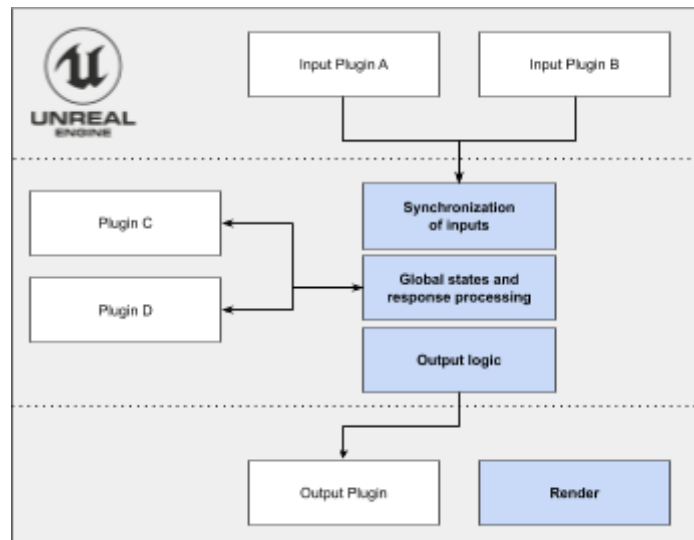 UNREAL
ENGINE
Input Plugin A
Input Plugin B
Synchronization
of inputs
Plugin C
Global states and
response processing
Plugin D
Output logic
Output Plugin
Render